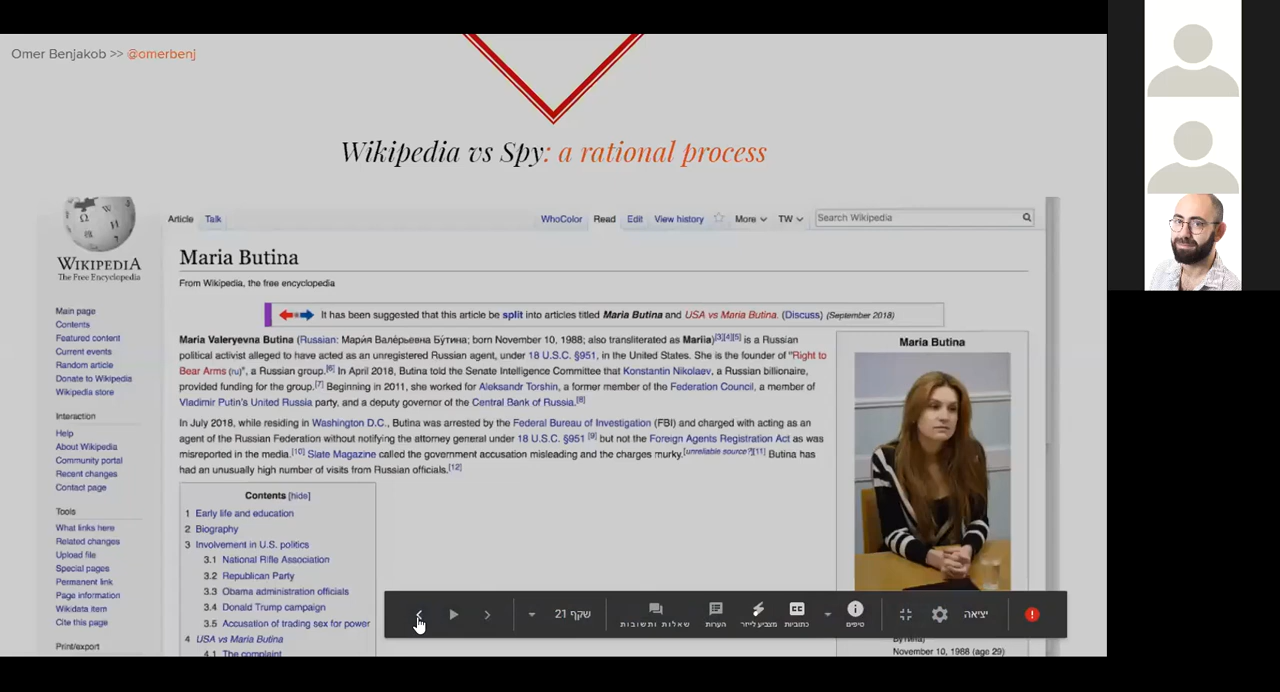 Omer Benjakob >> @omerbenj
Wikipedia vs Spy: a rational process
WIKIPEDIA
The Free Encyclopedia
Main page
Contents
Featured content
Current events
Random article
Donate to Wikipedia
Wikipedia store
Interaction
Help
About Wikipedia
Community portal
Recent changes
Contact page
Tools
What links here
Related changes
Upload file
Special pages
Permanent link
Page information
Wikidata item
Cite this page
Print/export
Article Talk
WhoColor Read Edit View history More TW Search Wikipedia
Maria Butina
From Wikipedia, the free encyclopedia
It has been suggested that this article be split into articles titled Maria Butina and USA vs Maria Butina. (Discuss) (September 2018)
Maria Valeryevna Butina (Russian: Мари́я Вале́рьевна Бу́тина; born November 10, 1988; also transliterated as Mariia)[3][4][5] is a Russian
political activist alleged to have acted as an unregistered Russian agent, under 18 U.S.C. §951, in the United States. She is the founder of "Right to
Bear Arms (ru)", a Russian group.[6] In April 2018, Butina told the Senate Intelligence Committee that Konstantin Nikolaev, a Russian billionaire,
provided funding for the group.[7] Beginning in 2011, she worked for Aleksandr Torshin, a former member of the Federation Council, a member of
Vladimir Putin's United Russia party, and a deputy governor of the Central Bank of Russia.[8]
In July 2018, while residing in Washington D.C., Butina was arrested by the Federal Bureau of Investigation (FBI) and charged with acting as an
agent of the Russian Federation without notifying the attorney general under 18 U.S.C. §951 [9] but not the Foreign Agents Registration Act as was
misreported in the media.[10] Slate Magazine called the government accusation misleading and the charges murky.[unreliable source?][11] Butina has
had an unusually high number of visits from Russian officials.[12]
Contents [hide]
1 Early life and education
2 Biography
3 Involvement in U.S. politics
3.1 National Rifle Association
3.2 Republican Party
3.3 Obama administration officials
3.4 Donald Trump campaign
3.5 Accusation of trading sex for power
4 USA vs Maria Butina
4.1 The complaint
Maria Butina
November 10, 1988 (age 29)
שקף 21
שאלות ותשובות
הערות
מצביע לייזר
כתוביות
טיפים
יציאה